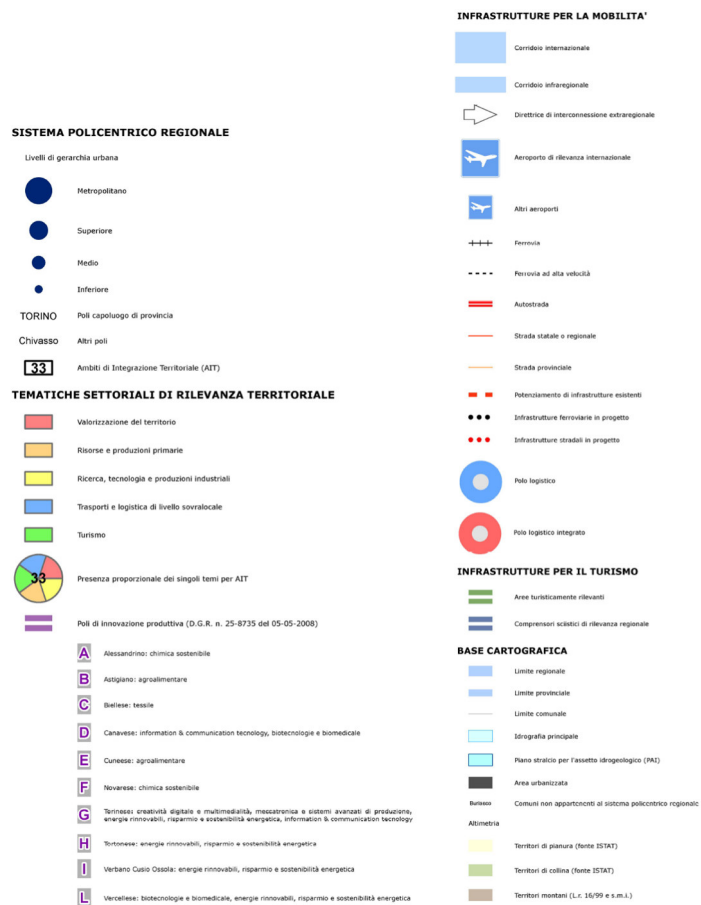 SISTEMA POLICENTRICO REGIONALE
Livelli di gerarchia urbana
Metropolitano
Superiore
Medio
Inferiore
TORINO Poli capoluogo di provincia
Chivasso Altri poli
33 Ambiti di Integrazione Territoriale (AIT)
TEMATICHE SETTORIALI DI RILEVANZA TERRITORIALE
Valorizzazione del territorio
Risorse e produzioni primarie
Ricerca, tecnologia e produzioni industriali
Trasporti e logistica di livello sovralocale
Turismo
33 Presenza proporzionale dei singoli temi per AIT
Poli di innovazione produttiva (D.G.R. n. 25-8735 del 05-05-2008)
A Alessandrino: chimica sostenibile
B Astigiano: agroalimentare
C Biellese: tessile
D Canavese: information & communication tecnology, biotecnologie e biomedicale
E Cuneese: agroalimentare
F Novarese: chimica sostenibile
G Torinese: creatività digitale e multimedialità, meccatronica e sistemi avanzati di produzione,
energie rinnovabili, risparmio e sostenibilità energetica, information & communication tecnology
H Tortonese: energie rinnovabili, risparmio e sostenibilità energetica
I Verbano Cusio Ossola: energie rinnovabili, risparmio e sostenibilità energetica
L Vercellese: biotecnologie e biomedicale, energie rinnovabili, risparmio e sostenibilità energetica
INFRASTRUTTURE PER LA MOBILITA'
Corridoio internazionale
Corridoio infraregionale
Direttrice di interconnessione extraregionale
Aeroporto di rilevanza internazionale
Altri aeroporti
Ferrovia
Ferrovia ad alta velocità
Autostrada
Strada statale o regionale
Strada provinciale
Potenziamento di infrastrutture esistenti
Infrastrutture ferroviarie in progetto
Infrastrutture stradali in progetto
Polo logistico
Polo logistico integrato
INFRASTRUTTURE PER IL TURISMO
Aree turisticamente rilevanti
Comprensori sciistici di rilevanza regionale
BASE CARTOGRAFICA
Limite regionale
Limite provinciale
Limite comunale
Idrografia principale
Piano stralcio per l'assetto idrogeologico (PAI)
Area urbanizzata
Buriasco Comuni non appartenenti al sistema policentrico regionale
Altimetria
Territori di pianura (fonte ISTAT)
Territori di collina (fonte ISTAT)
Territori montani (L.r. 16/99 e s.m.i.)